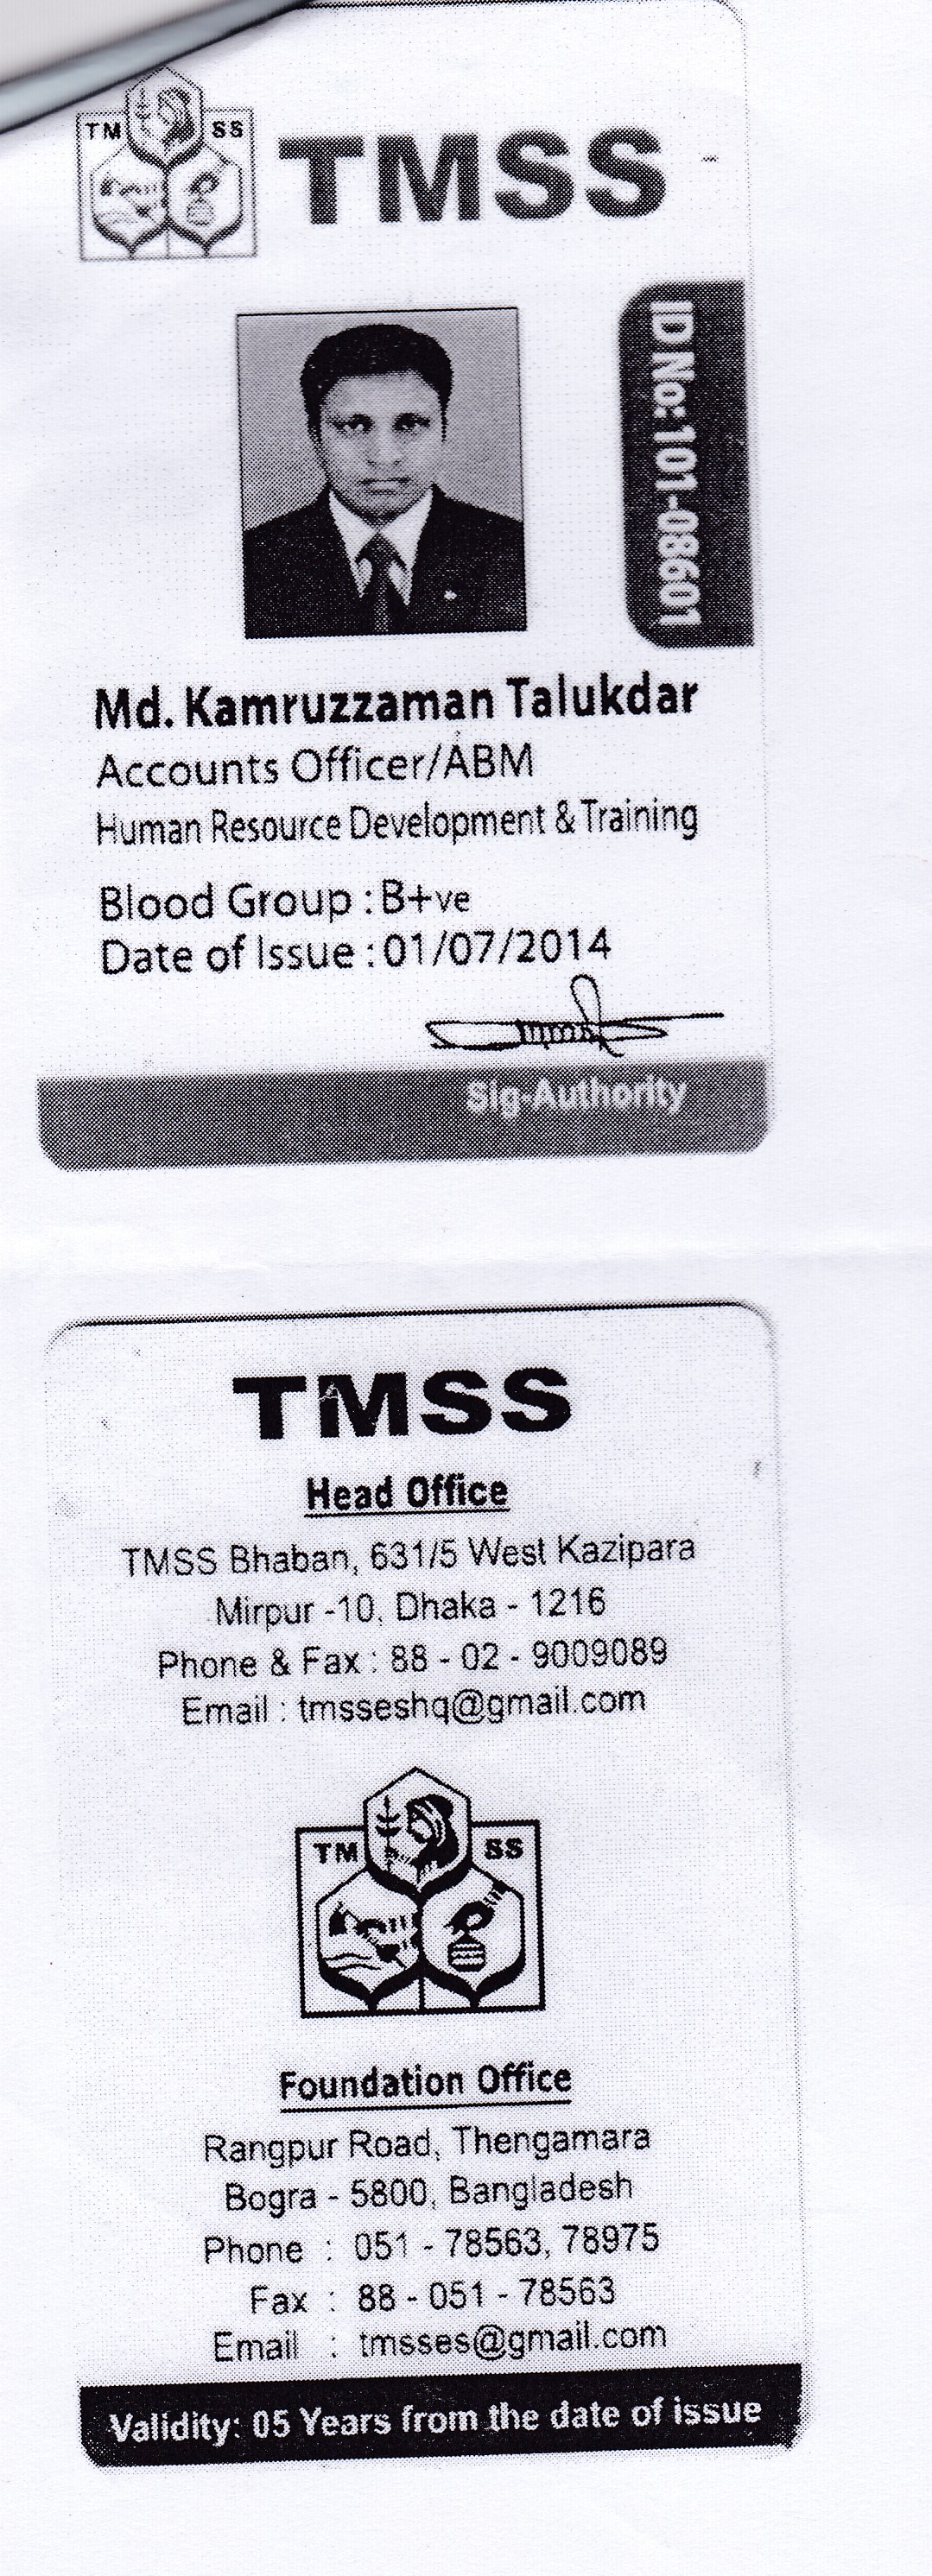 TM SS
TMSS
ID No: 101-08601
Md. Kamruzzaman Talukdar
Accounts Officer/ABM
Human Resource Development & Training
Blood Group : B+ve
Date of Issue : 01/07/2014
Sig-Authority
TMSS
Head Office
TMSS Bhaban, 631/5 West Kazipara
Mirpur -10, Dhaka - 1216
Phone & Fax : 88 - 02 - 9009089
Email : tmsseshq@gmail.com
TM SS
Foundation Office
Rangpur Road, Thengamara
Bogra - 5800, Bangladesh
Phone : 051 - 78563, 78975
Fax : 88 - 051 - 78563
Email : tmsses@gmail.com
Validity: 05 Years from the date of issue